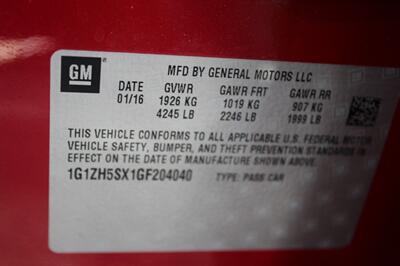 GM
MFD BY GENERAL MOTORS LLC
DATE GVWR GAWR FRT GAWR RR
01/16 1926 KG 1019 KG 907 KG
4245 LB 2246 LB 1999 LB
THIS VEHICLE CONFORMS TO ALL APPLICABLE U.S. FEDERAL MOTOR
VEHICLE SAFETY, BUMPER, AND THEFT PREVENTION STANDARDS IN
EFFECT ON THE DATE OF MANUFACTURE SHOWN ABOVE.
1G1ZH5SX1GF204040 TYPE: PASS CAR